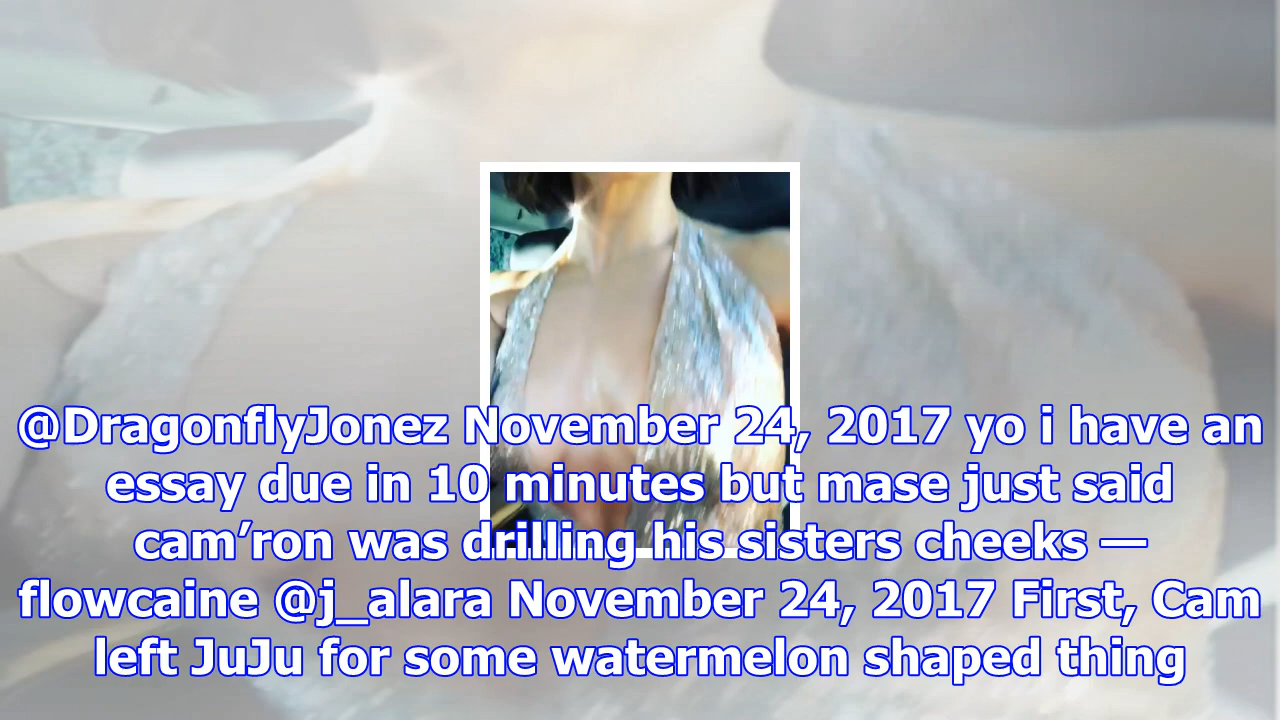 @DragonflyJonez November 24, 2017 yo i have an
essay due in 10 minutes but mase just said
cam’ron was drilling his sisters cheeks —
flowcaine @j_alara November 24, 2017 First, Cam
left JuJu for some watermelon shaped thing